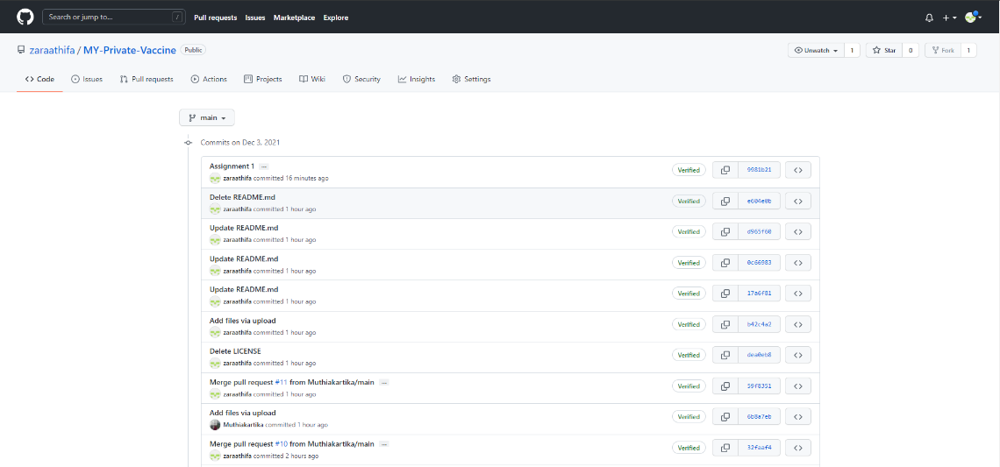 Search or jump to... /
Pull requests Issues Marketplace Explore
zaraathifa / MY-Private-Vaccine Public
Unwatch 1 Star 0 Fork 1
Code Issues Pull requests Actions Projects Wiki Security Insights Settings
main
Commits on Dec 3, 2021
Assignment 1 ...
zaraathifa committed 16 minutes ago
Verified 9981b21
Delete README.md
zaraathifa committed 1 hour ago
Verified e604e0b
Update README.md
zaraathifa committed 1 hour ago
Verified d965f60
Update README.md
zaraathifa committed 1 hour ago
Verified 0c66983
Update README.md
zaraathifa committed 1 hour ago
Verified 17a6f81
Add files via upload
zaraathifa committed 1 hour ago
Verified b42c4a2
Delete LICENSE
zaraathifa committed 1 hour ago
Verified dea0eb8
Merge pull request #11 from Muthiakartika/main ...
zaraathifa committed 1 hour ago
Verified 59f8351
Add files via upload
Muthiakartika committed 1 hour ago
Verified 6b8a7eb
Merge pull request #10 from Muthiakartika/main ...
zaraathifa committed 2 hours ago
Verified 32faaf4